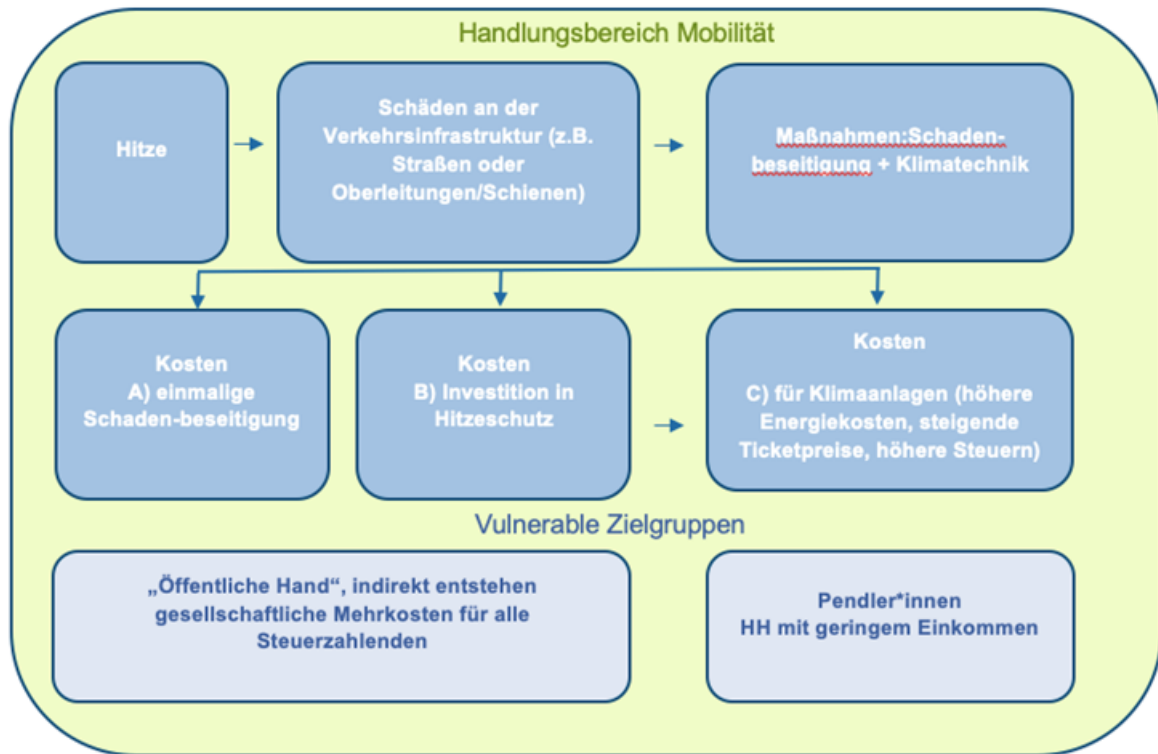 Handlungsbereich Mobilität
Hitze
Schäden an der
Verkehrsinfrastruktur (z.B.
Straßen oder
Oberleitungen/Schienen)
Maßnahmen:Schaden-
beseitigung + Klimatechnik
Kosten
A) einmalige
Schaden-beseitigung
Kosten
B) Investition in
Hitzeschutz
Kosten
C) für Klimaanlagen (höhere
Energiekosten, steigende
Ticketpreise, höhere Steuern)
Vulnerable Zielgruppen
„Öffentliche Hand“, indirekt entstehen
gesellschaftliche Mehrkosten für alle
Steuerzahlenden
Pendler*innen
HH mit geringem Einkommen